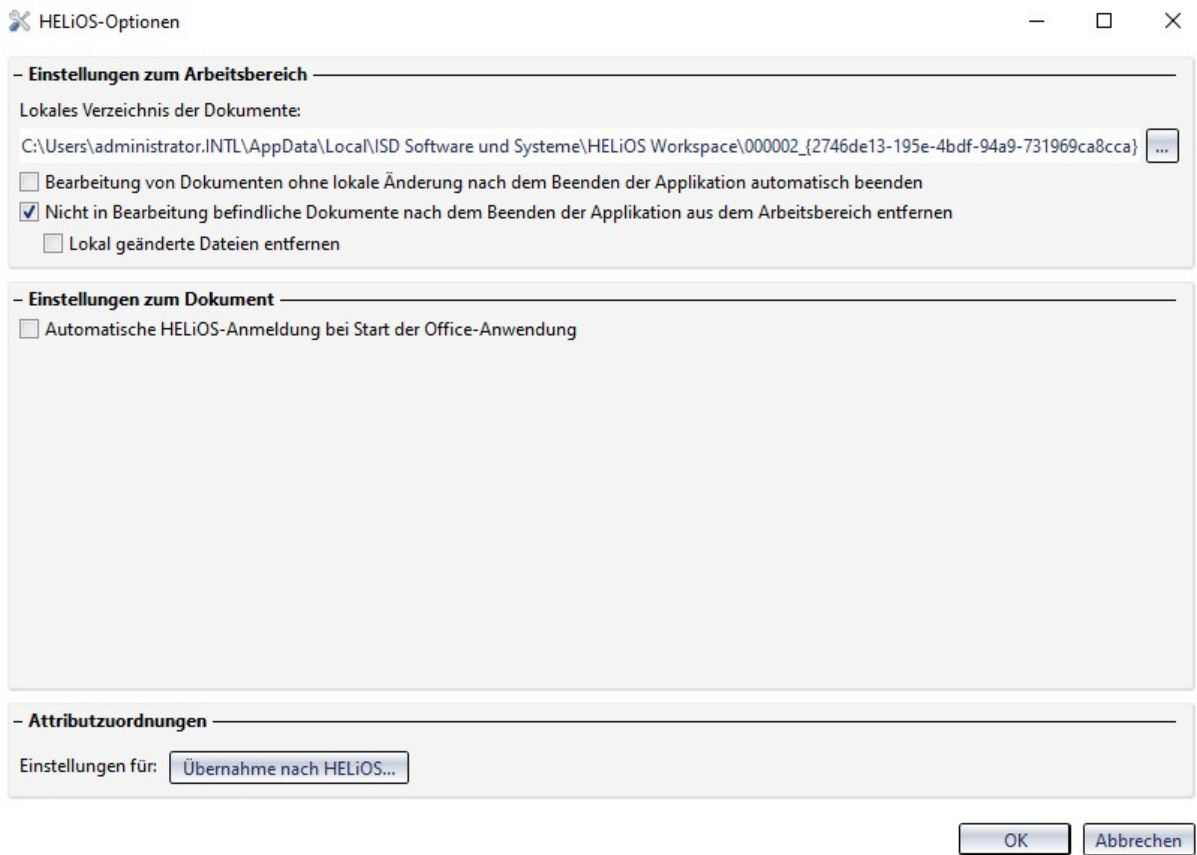 HELiOS-Optionen
– Einstellungen zum Arbeitsbereich
Lokales Verzeichnis der Dokumente:
C:\Users\administrator.INTL\AppData\Local\ISD Software und Systeme\HELiOS Workspace\000002_{2746de13-195e-4bdf-94a9-731969ca8cca} ...
Bearbeitung von Dokumenten ohne lokale Änderung nach dem Beenden der Applikation automatisch beenden
Nicht in Bearbeitung befindliche Dokumente nach dem Beenden der Applikation aus dem Arbeitsbereich entfernen
Lokal geänderte Dateien entfernen
– Einstellungen zum Dokument
Automatische HELiOS-Anmeldung bei Start der Office-Anwendung
– Attributzuordnungen
Einstellungen für: Übernahme nach HELiOS...
OK Abbrechen